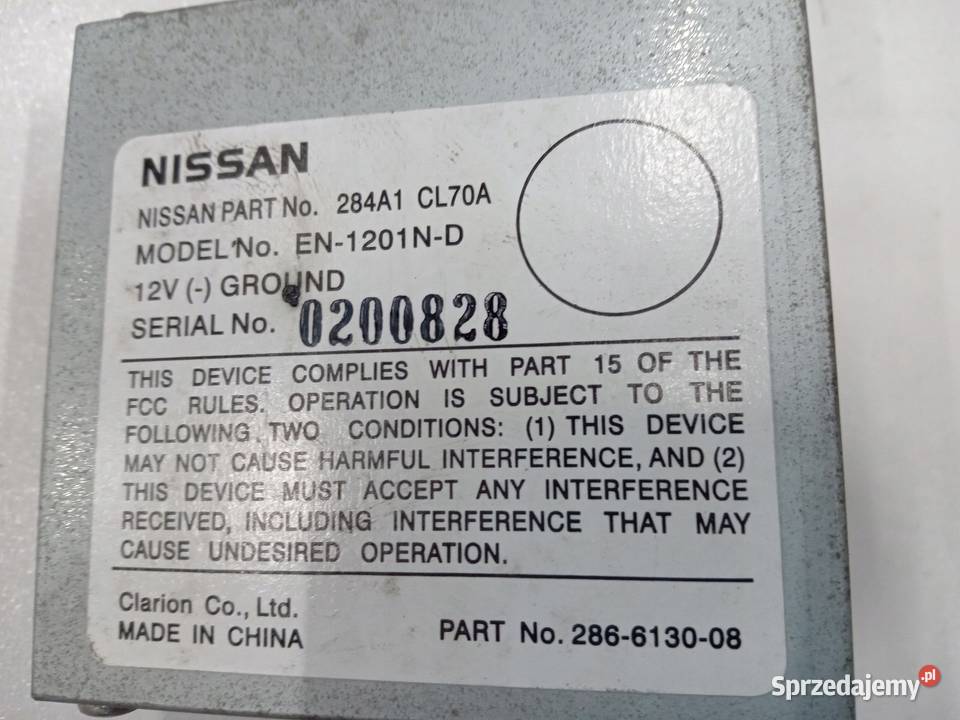 NISSAN
NISSAN PART No. 284A1 CL70A
MODEL No. EN-1201N-D
12V (-) GROUND
SERIAL No. 0200828
THIS DEVICE COMPLIES WITH PART 15 OF THE
FCC RULES. OPERATION IS SUBJECT TO THE
FOLLOWING TWO CONDITIONS: (1) THIS DEVICE
MAY NOT CAUSE HARMFUL INTERFERENCE, AND (2)
THIS DEVICE MUST ACCEPT ANY INTERFERENCE
RECEIVED, INCLUDING INTERFERENCE THAT MAY
CAUSE UNDESIRED OPERATION.
Clarion Co., Ltd.
MADE IN CHINA
PART No. 286-6130-08
Sprzedajemy.pl